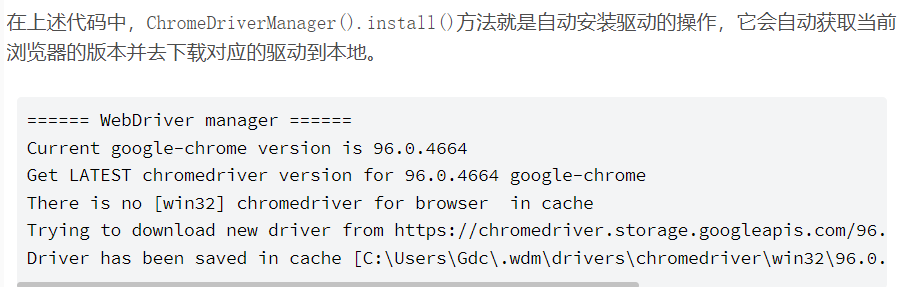 在上述代码中，ChromeDriverManager().install()方法就是自动安装驱动的操作，它会自动获取当前
浏览器的版本并去下载对应的驱动到本地。
====== WebDriver manager ======
Current google-chrome version is 96.0.4664
Get LATEST chromedriver version for 96.0.4664 google-chrome
There is no [win32] chromedriver for browser  in cache
Trying to download new driver from https://chromedriver.storage.googleapis.com/96.
Driver has been saved in cache [C:\Users\Gdc\.wdm\drivers\chromedriver\win32\96.0.